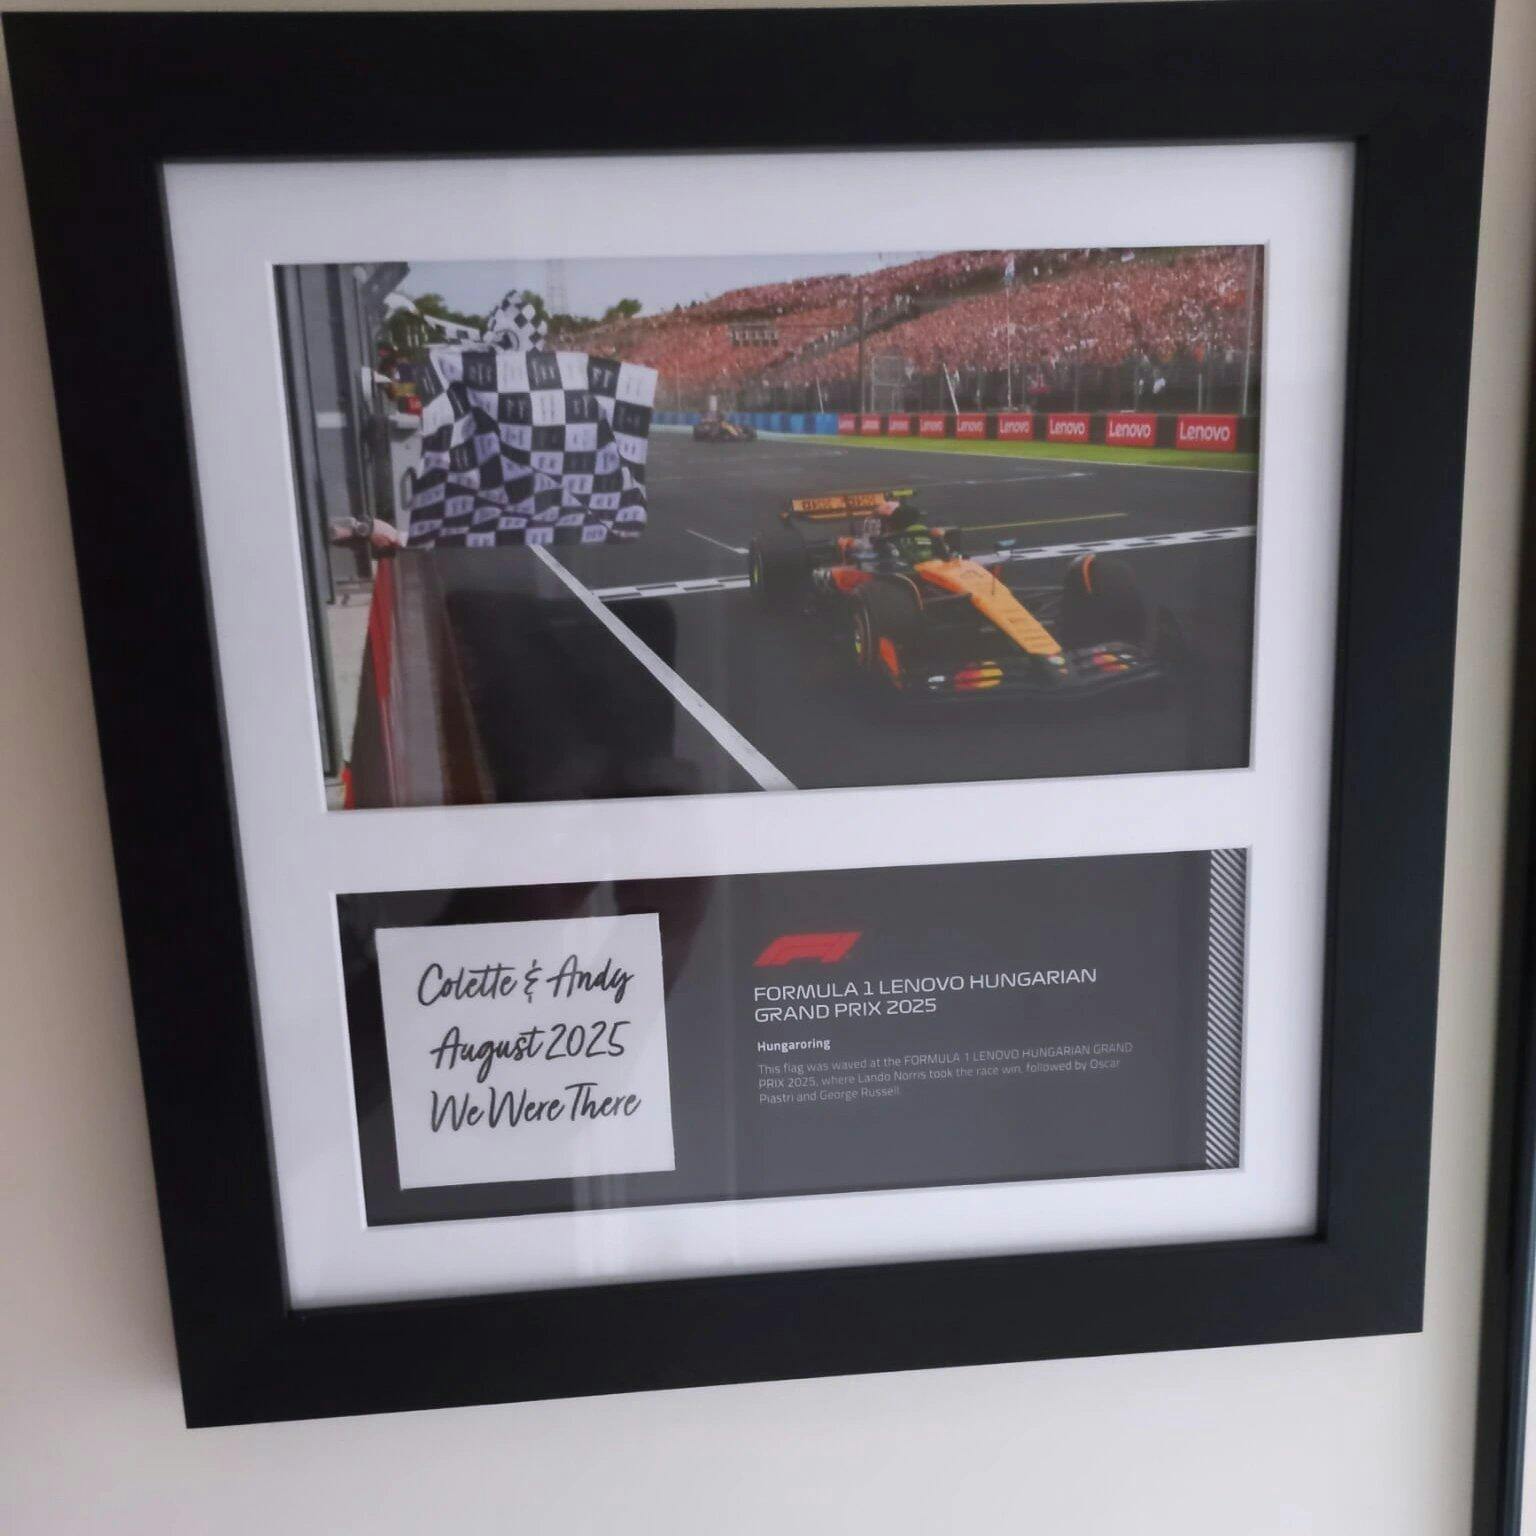 Lenovo
Lenovo
Lenovo
Lenovo
Lenovo
Lenovo
Lenovo
Colette & Andy
August 2025
We Were There
F1
FORMULA 1 LENOVO HUNGARIAN
GRAND PRIX 2025
Hungaroring
This flag was waved at the FORMULA 1 LENOVO HUNGARIAN GRAND
PRIX 2025, where Lando Norris took the race win, followed by Oscar
Piastri and George Russell.